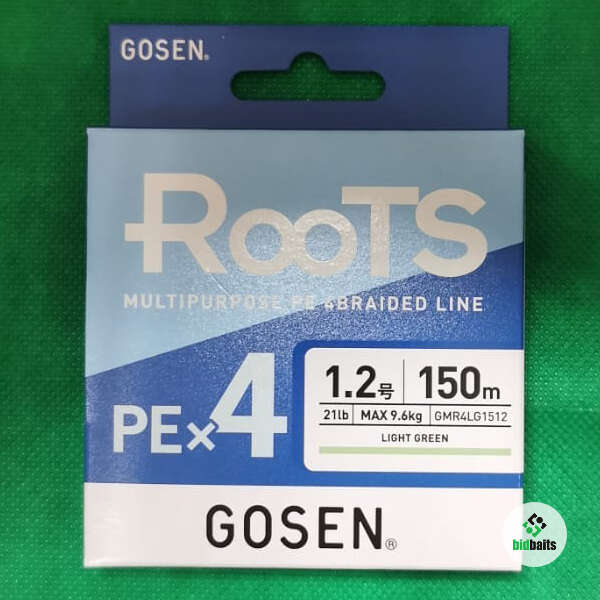 GOSEN®
RooTS
MULTIPURPOSE PE 4BRAIDED LINE
PE×4
1.2号 150m
21lb MAX 9.6kg GMR4LG1512
LIGHT GREEN
GOSEN®
bidbaits